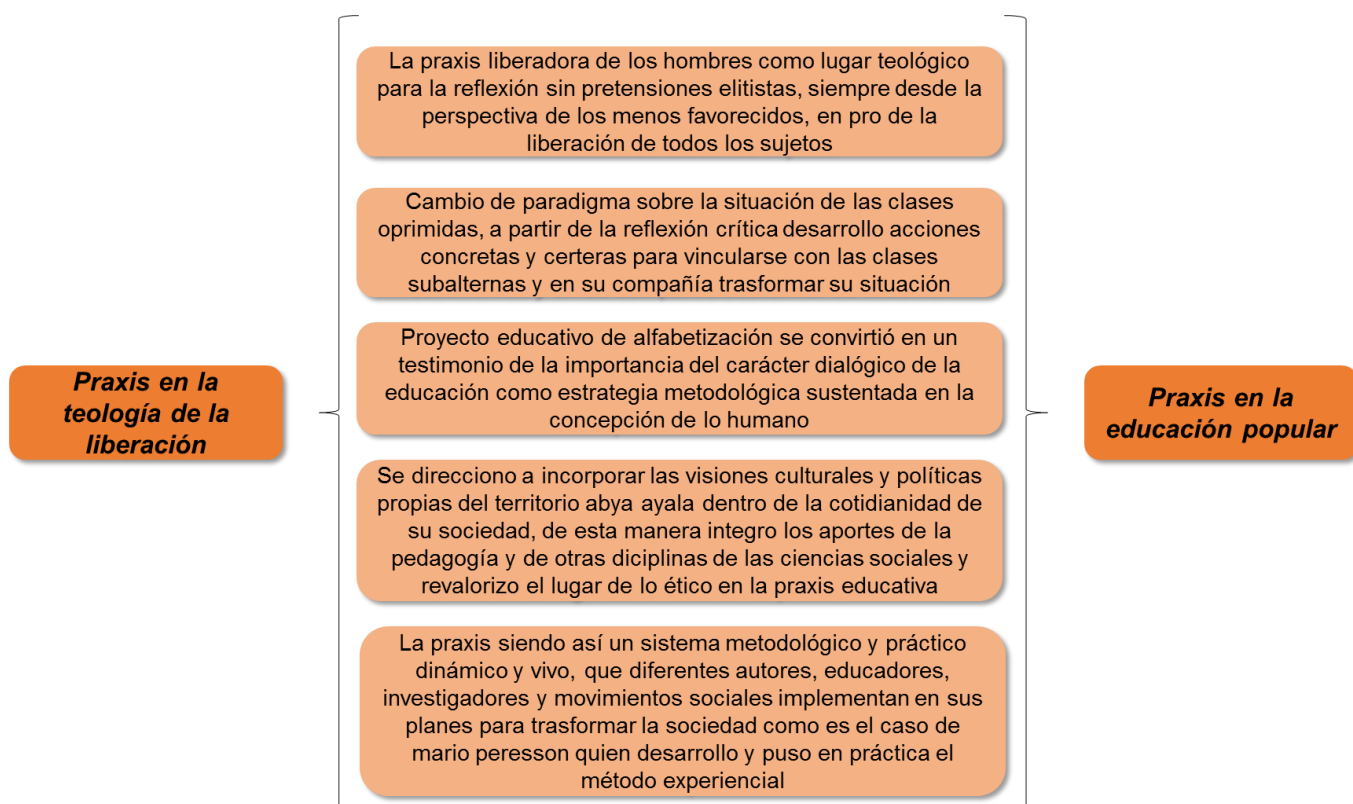 La praxis liberadora de los hombres como lugar teológico
para la reflexión sin pretensiones elitistas, siempre desde la
perspectiva de los menos favorecidos, en pro de la
liberación de todos los sujetos
Cambio de paradigma sobre la situación de las clases
oprimidas, a partir de la reflexión crítica desarrollo acciones
concretas y certeras para vincularse con las clases
subalternas y en su compañía trasformar su situación
Praxis en la
teología de la
liberación
Proyecto educativo de alfabetización se convirtió en un
testimonio de la importancia del carácter dialógico de la
educación como estrategia metodológica sustentada en la
concepción de lo humano
Praxis en la
educación popular
Se direcciono a incorporar las visiones culturales y políticas
propias del territorio abya ayala dentro de la cotidianidad de
su sociedad, de esta manera integro los aportes de la
pedagogía y de otras diciplinas de las ciencias sociales y
revalorizo el lugar de lo ético en la praxis educativa
La praxis siendo así un sistema metodológico y práctico
dinámico y vivo, que diferentes autores, educadores,
investigadores y movimientos sociales implementan en sus
planes para trasformar la sociedad como es el caso de
mario peresson quien desarrollo y puso en práctica el
método experiencial